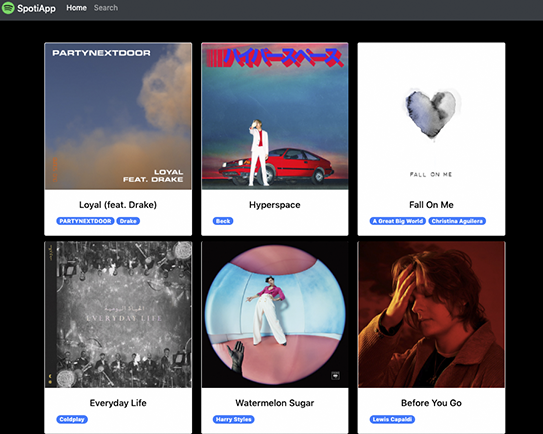 SpotiApp Home Search
PARTYNEXTDOOR
LOYAL
FEAT. DRAKE
ハイパースペース
FALL ON ME
Loyal (feat. Drake)
Hyperspace
Fall On Me
PARTYNEXTDOOR Drake
Beck
A Great Big World Christina Aguilera
EVERYDAY LIFE
Everyday Life
Watermelon Sugar
Before You Go
Coldplay
Harry Styles
Lewis Capaldi